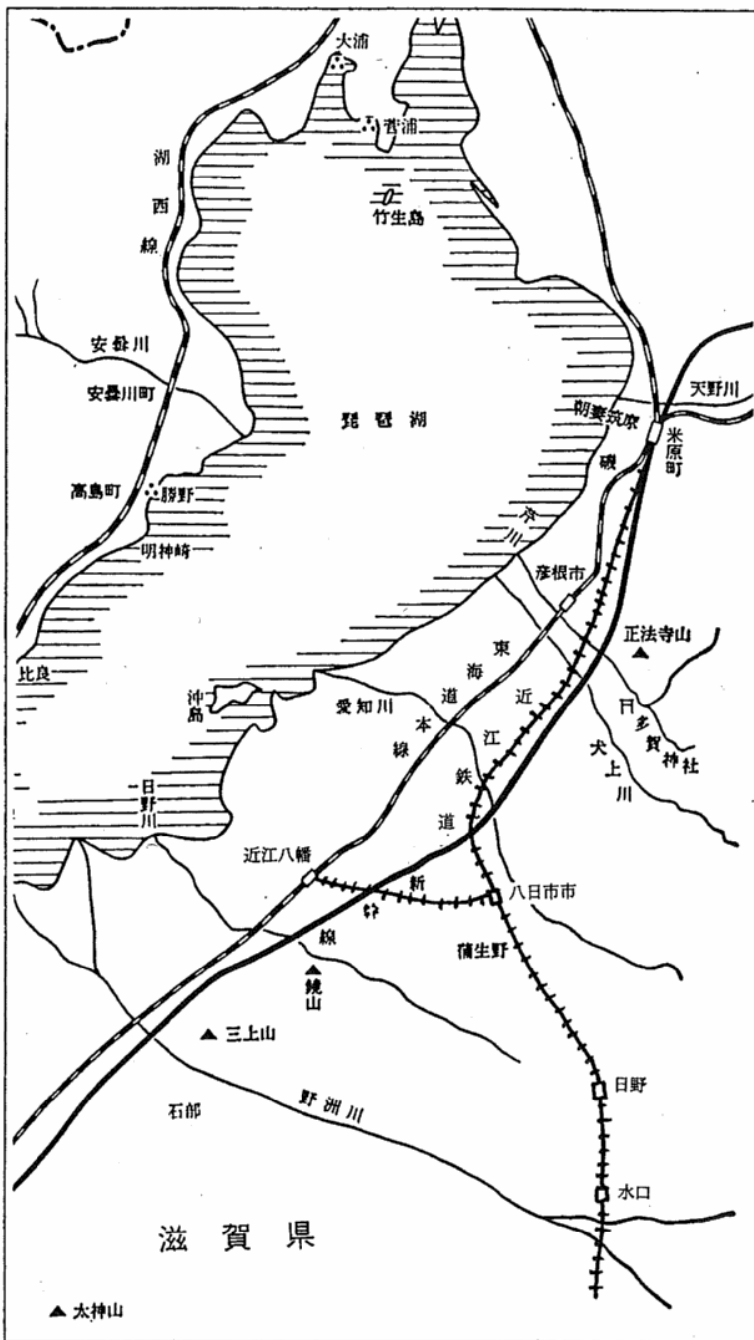 大浦
菅浦
竹生島
湖西線
安曇川
安曇川町
琵琶湖
天野川
朝妻筑摩
米原町
磯
高島町
勝野
明神崎
芹川
彦根市
正法寺山
比良
沖島
愛知川
東海道本線
近江鉄道
多賀神社
犬上川
日野川
近江八幡
新幹線
八日市市
蒲生野
鏡山
三上山
石部
野洲川
日野
水口
滋賀県
太神山